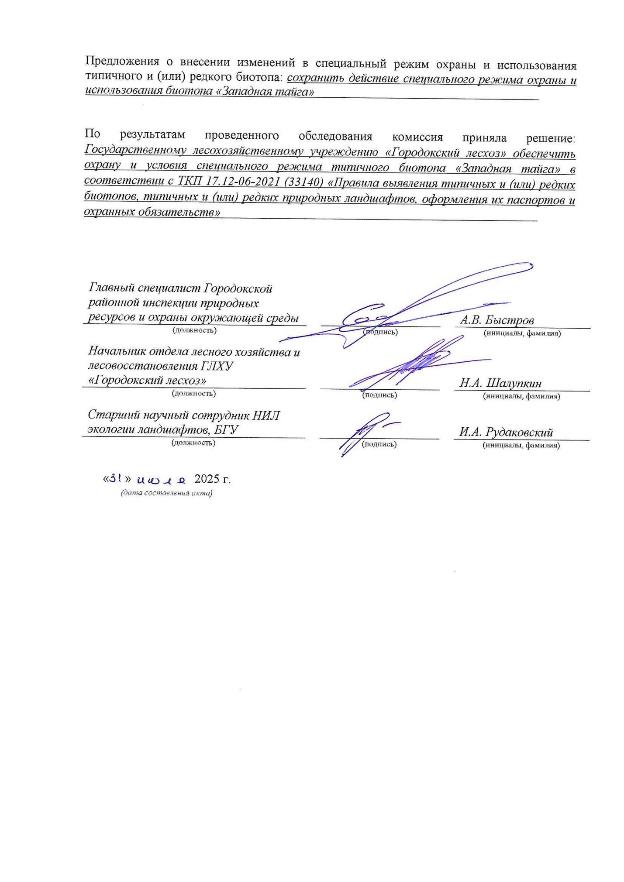 Предложения о внесении изменений в специальный режим охраны и использования
типичного и (или) редкого биотопа: сохранить действие специального режима охраны и
использования биотопа «Западная тайга»
По результатам проведенного обследования комиссия приняла решение:
Государственному лесохозяйственному учреждению «Городокский лесхоз» обеспечить
охрану и условия специального режима типичного биотопа «Западная тайга» в
соответствии с ТКП 17.12-06-2021 (33140) «Правила выявления типичных и (или) редких
биотопов, типичных и (или) редких природных ландшафтов, оформления их паспортов и
охранных обязательств»
Главный специалист Городокской
районной инспекции природных
ресурсов и охраны окружающей среды А.В. Быстров
(должность) (подпись) (инициалы, фамилия)
Начальник отдела лесного хозяйства и
лесовосстановления ГЛХУ
«Городокский лесхоз» Н.А. Шалупкин
(должность) (подпись) (инициалы, фамилия)
Старший научный сотрудник НИЛ
экологии ландшафтов, БГУ И.А. Рудаковский
(должность) (подпись) (инициалы, фамилия)
«31» июля 2025 г.
(дата составления акта)